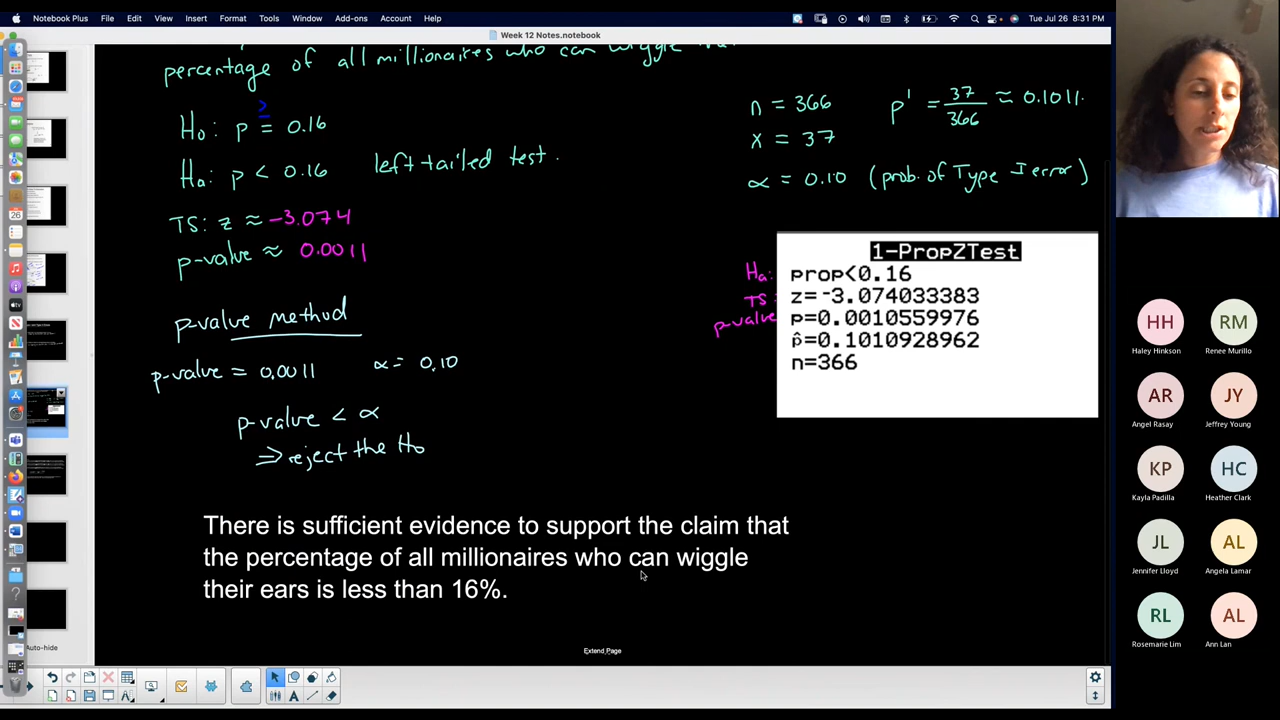 Notebook Plus File Edit View Insert Format Tools Window Add-ons Account Help Tue Jul 26 8:31 PM
Week 12 Notes.notebook
percentage of all millionaires who can wiggle
≥
H₀: p = 0.16
Hₐ: p < 0.16 left tailed test.
TS: z ≈ -3.074
p-value ≈ 0.0011
n = 366 p' = 37/366 ≈ 0.1011.
x = 37
α = 0.10 (prob. of Type I error)
p-value method
p-value = 0.0011 α = 0.10
p-value < α
⇒ reject the H₀
Hₐ:
TS:
p-value
1-PropZTest
prop<0.16
z=-3.074033383
p=0.0010559976
p̂=0.1010928962
n=366
There is sufficient evidence to support the claim that
the percentage of all millionaires who can wiggle
their ears is less than 16%.
Extend Page
Auto-hide
HH RM
Haley Hinkson Renee Murillo
AR JY
Angel Rasay Jeffrey Young
KP HC
Kayla Padilla Heather Clark
JL AL
Jennifer Lloyd Angela Lamar
RL AL
Rosemarie Lim Ann Lan